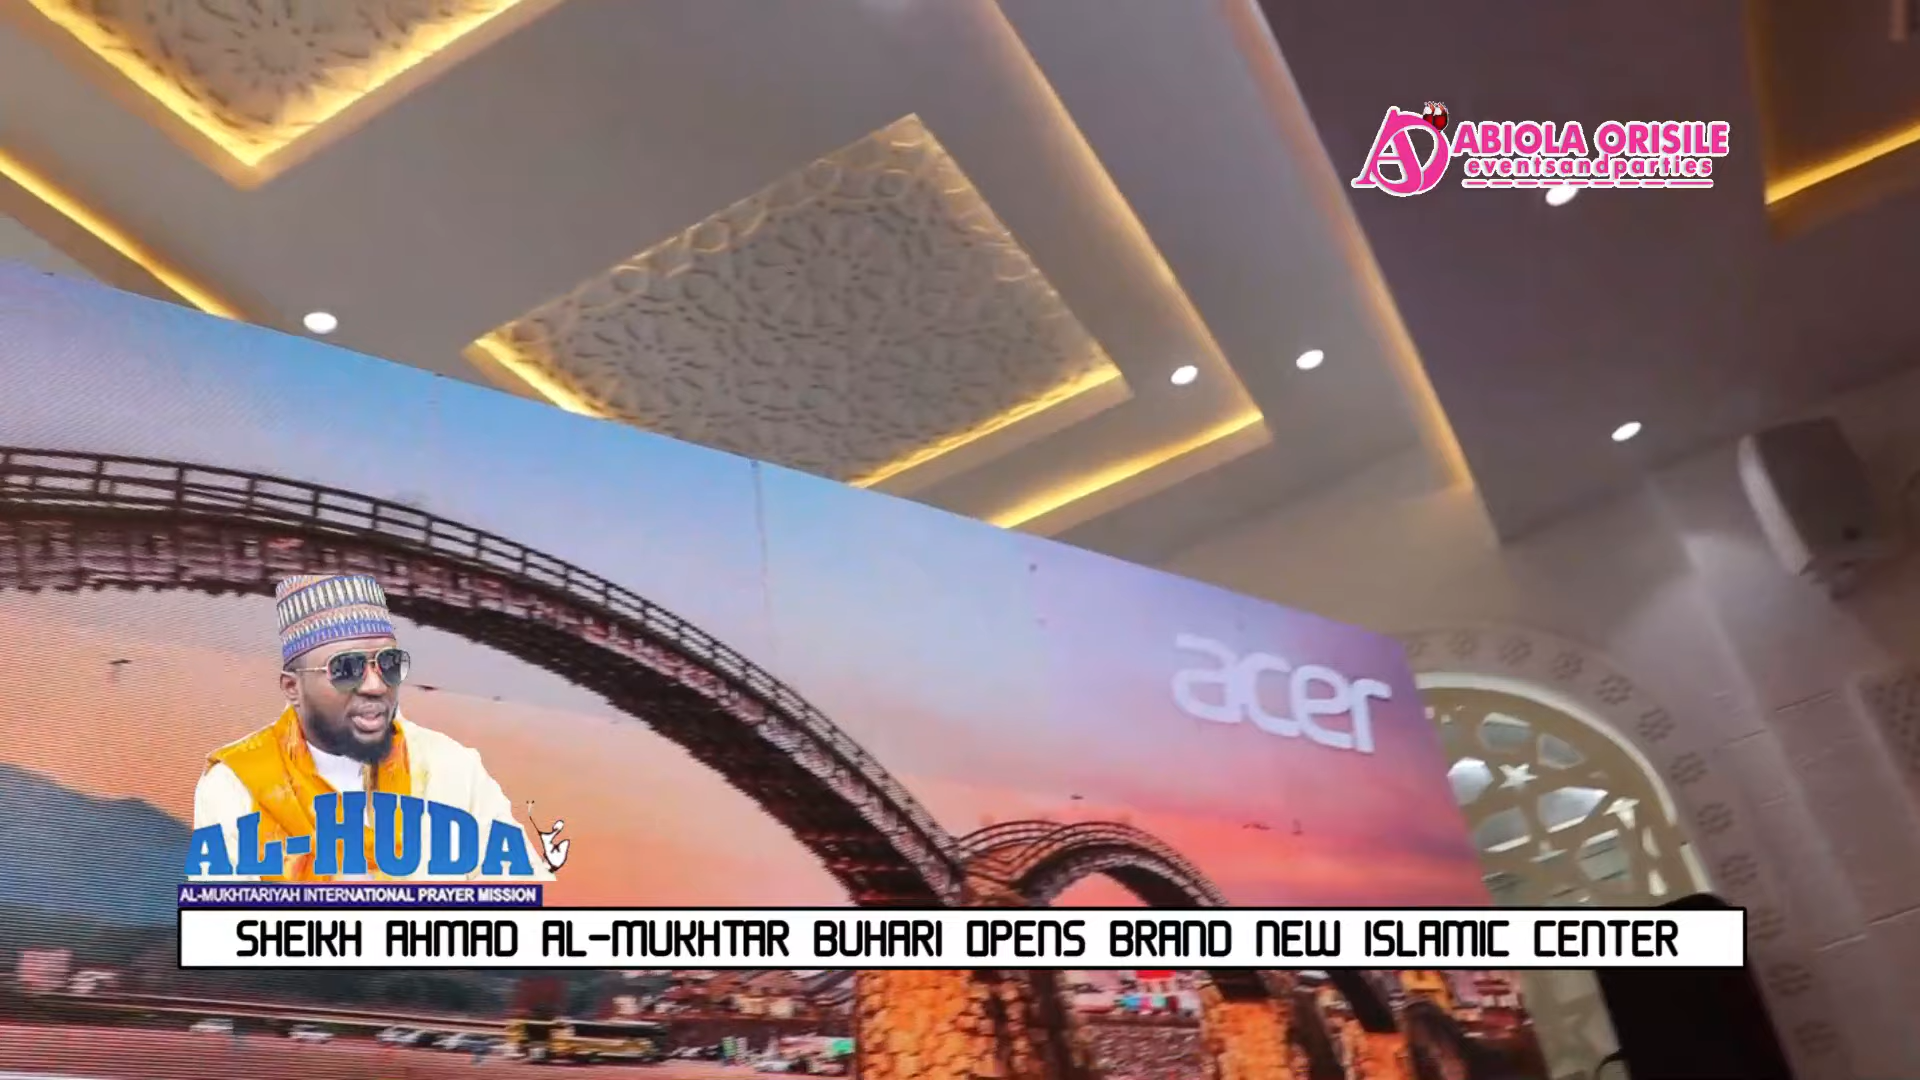 ABIOLA ORISILE
eventsandparties
acer
AL-HUDA
AL-MUKHTARIYAH INTERNATIONAL PRAYER MISSION
SHEIKH AHMAD AL-MUKHTAR BUHARI OPENS BRAND NEW ISLAMIC CENTER